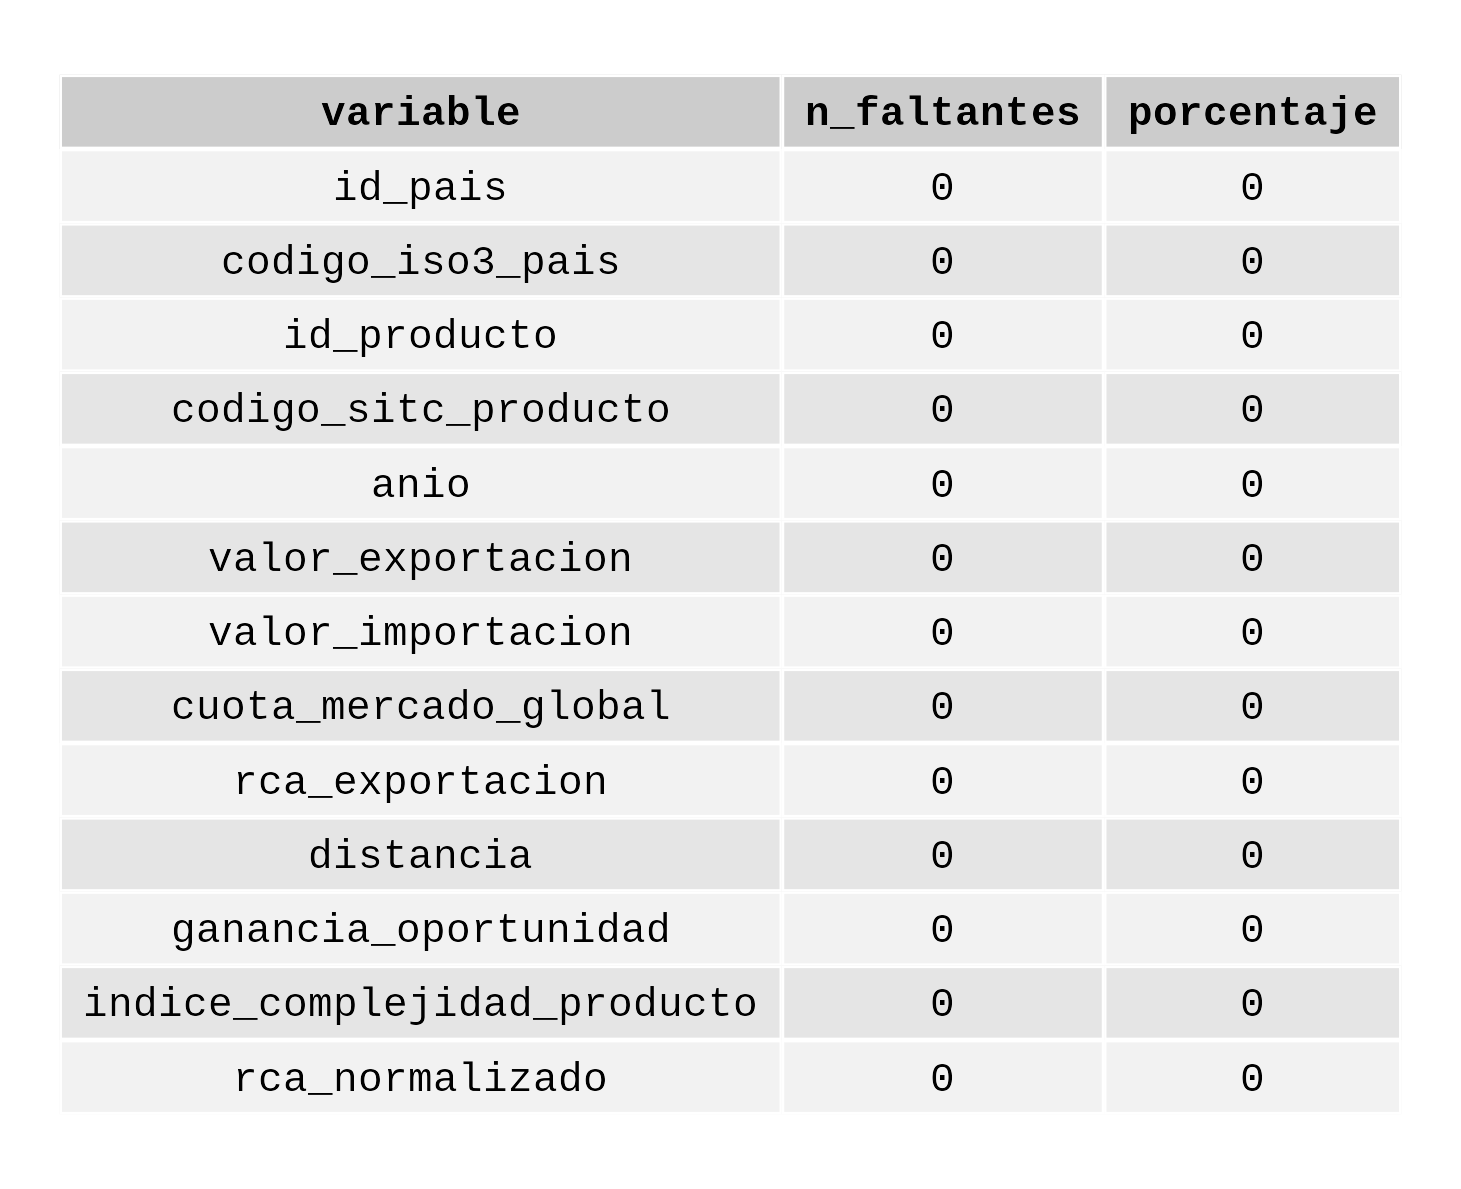 variable n_faltantes porcentaje
id_pais 0 0
codigo_iso3_pais 0 0
id_producto 0 0
codigo_sitc_producto 0 0
anio 0 0
valor_exportacion 0 0
valor_importacion 0 0
cuota_mercado_global 0 0
rca_exportacion 0 0
distancia 0 0
ganancia_oportunidad 0 0
indice_complejidad_producto 0 0
rca_normalizado 0 0